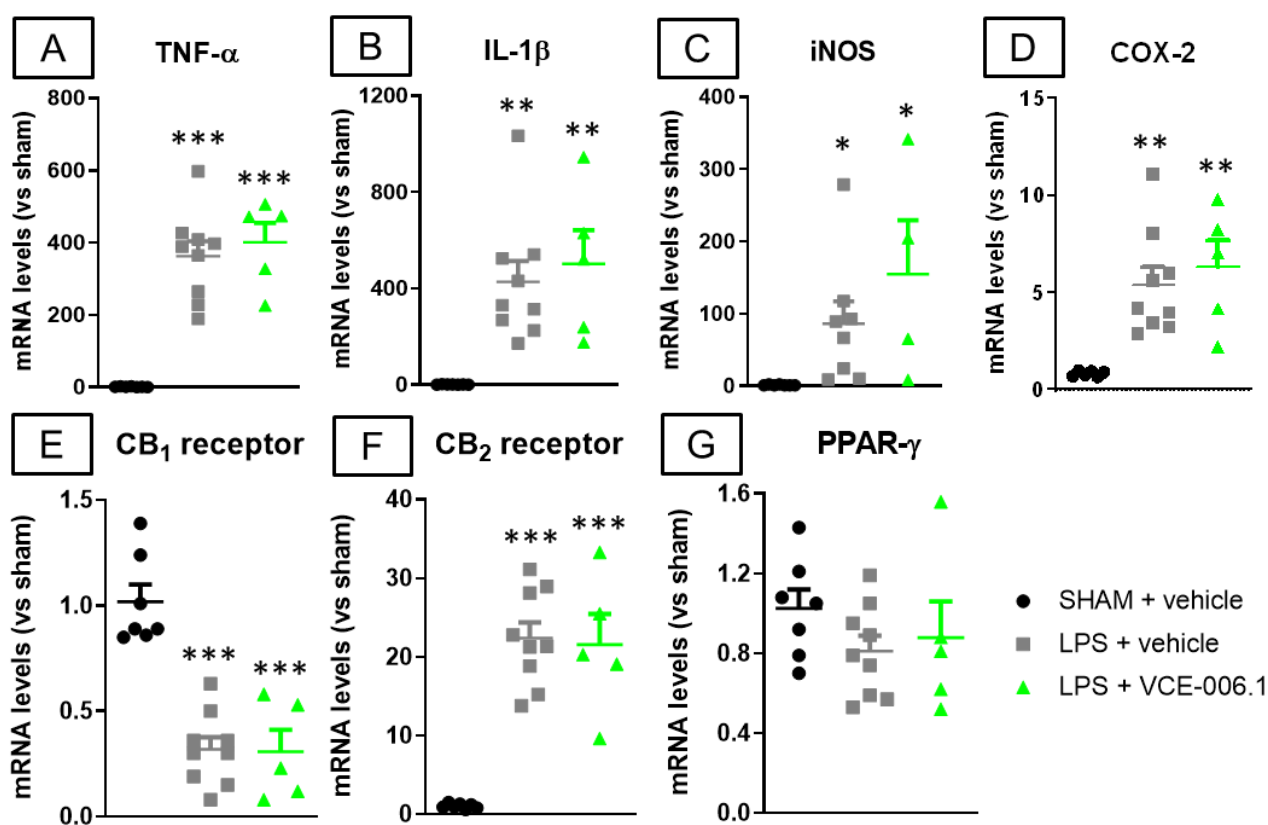 A TNF-α
mRNA levels (vs sham)
800
600
400
200
0
***
***
B IL-1β
mRNA levels (vs sham)
1200
800
400
0
**
**
C iNOS
mRNA levels (vs sham)
400
300
200
100
0
*
*
D COX-2
mRNA levels (vs sham)
15
10
5
0
**
**
E CB₁ receptor
mRNA levels (vs sham)
1.5
1.0
0.5
0.0
***
***
F CB₂ receptor
mRNA levels (vs sham)
40
30
20
10
0
***
***
G PPAR-γ
mRNA levels (vs sham)
1.6
1.2
0.8
0.4
0.0
SHAM + vehicle
LPS + vehicle
LPS + VCE-006.1